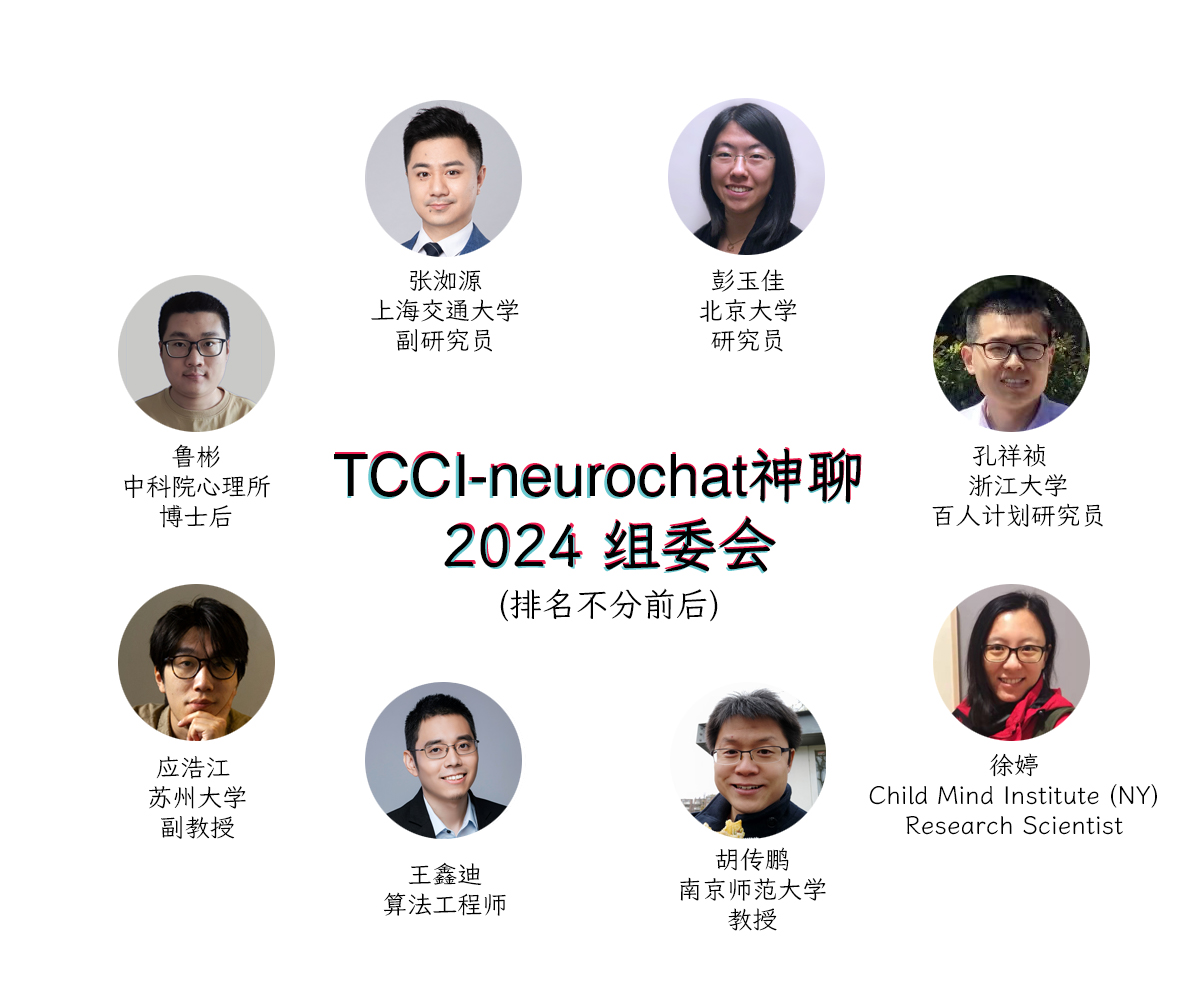 张洳源
上海交通大学
副研究员
彭玉佳
北京大学
研究员
鲁彬
中科院心理所
博士后
孔祥祯
浙江大学
百人计划研究员
TCCI-neurochat神聊
2024 组委会
(排名不分前后)
应浩江
苏州大学
副教授
王鑫迪
算法工程师
胡传鹏
南京师范大学
教授
徐婷
Child Mind Institute (NY)
Research Scientist